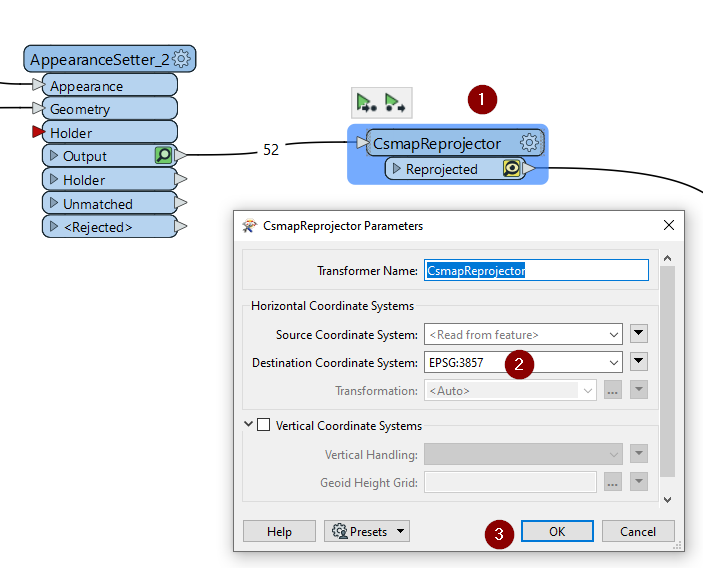 AppearanceSetter_2
Appearance
Geometry
Holder
Output
Holder
Unmatched
<Rejected>
52
1
CsmapReprojector
Reprojected
CsmapReprojector Parameters
Transformer Name: CsmapReprojector
Horizontal Coordinate Systems
Source Coordinate System: <Read from feature>
Destination Coordinate System: EPSG:3857 2
Transformation: <Auto> ...
Vertical Coordinate Systems
Vertical Handling:
Geoid Height Grid: ...
Help Presets 3 OK Cancel